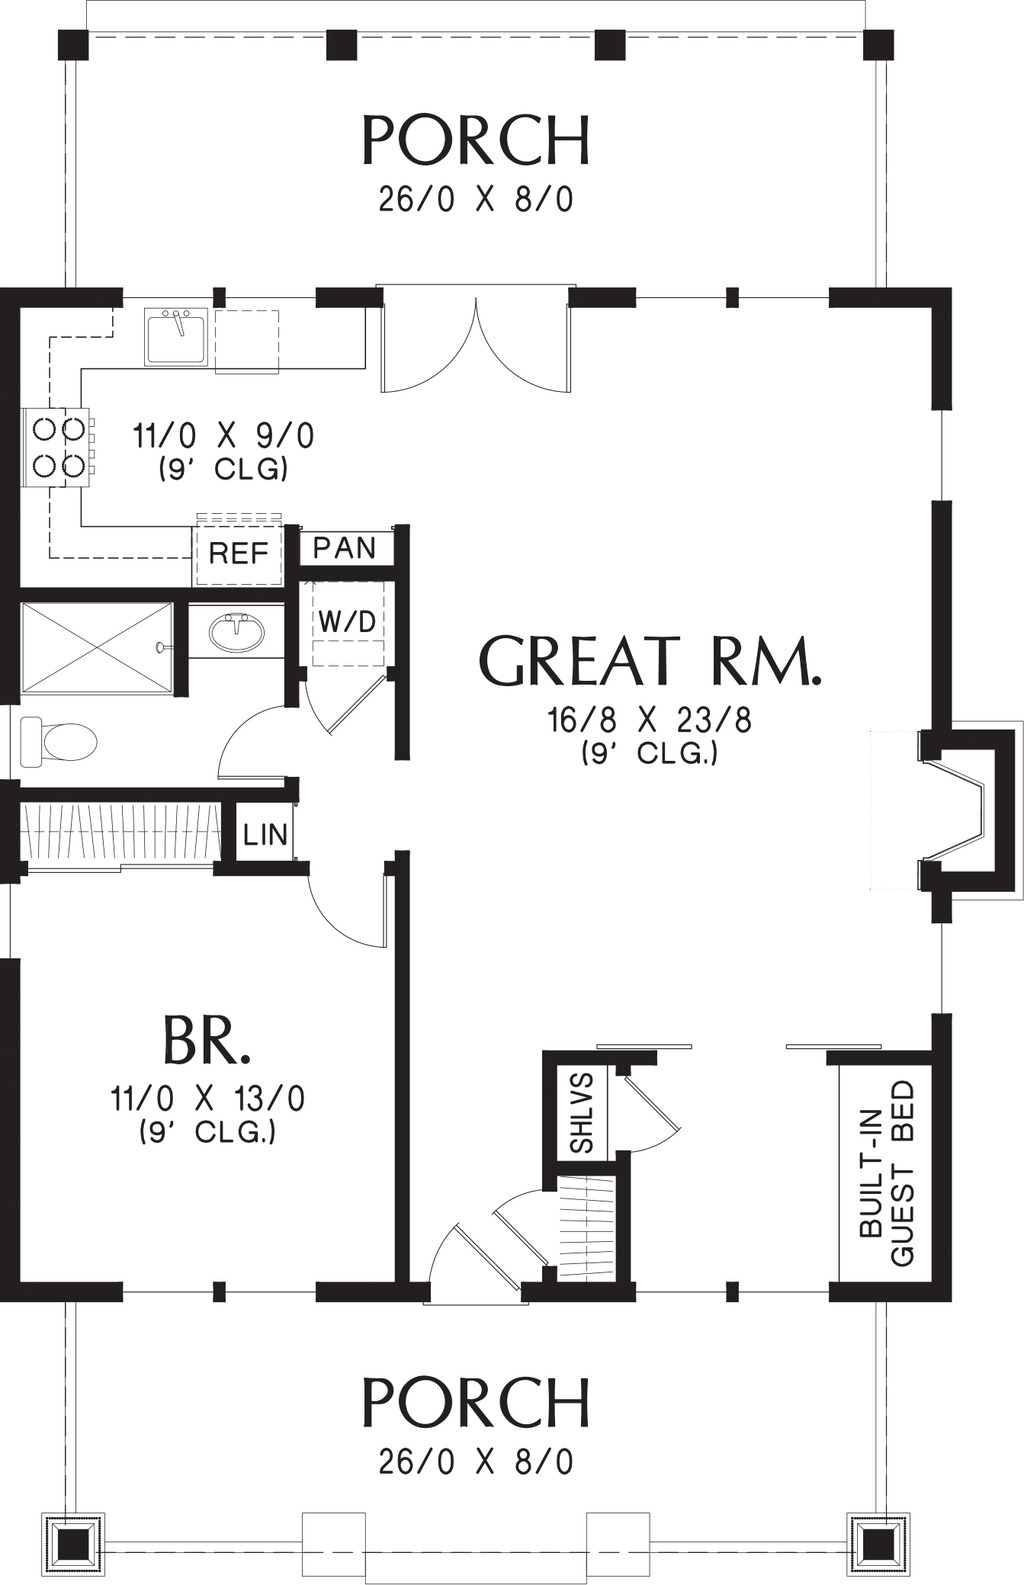 PORCH
26/0 X 8/0
11/0 X 9/0
(9' CLG)
REF
PAN
W/D
GREAT RM.
16/8 X 23/8
(9' CLG.)
LIN
BR.
11/0 X 13/0
(9' CLG.)
SHLVS
BUILT-IN
GUEST BED
PORCH
26/0 X 8/0